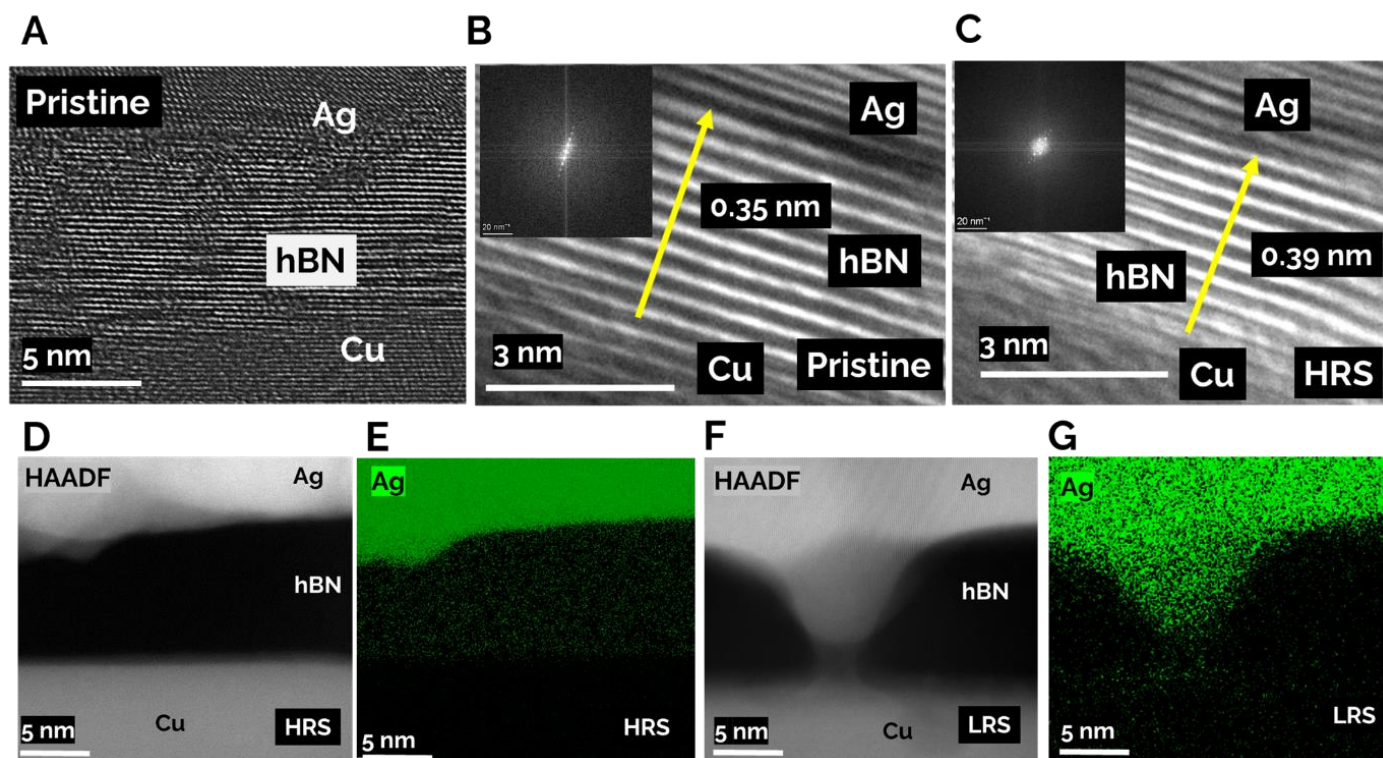 A
Pristine
Ag
hBN
Cu
5 nm
B
Ag
0.35 nm
hBN
3 nm
Cu
Pristine
20 nm⁻¹
C
Ag
0.39 nm
hBN
3 nm
Cu
HRS
20 nm⁻¹
D
HAADF
Ag
hBN
5 nm
Cu
HRS
E
Ag
5 nm
HRS
F
HAADF
Ag
hBN
5 nm
Cu
LRS
G
Ag
5 nm
LRS